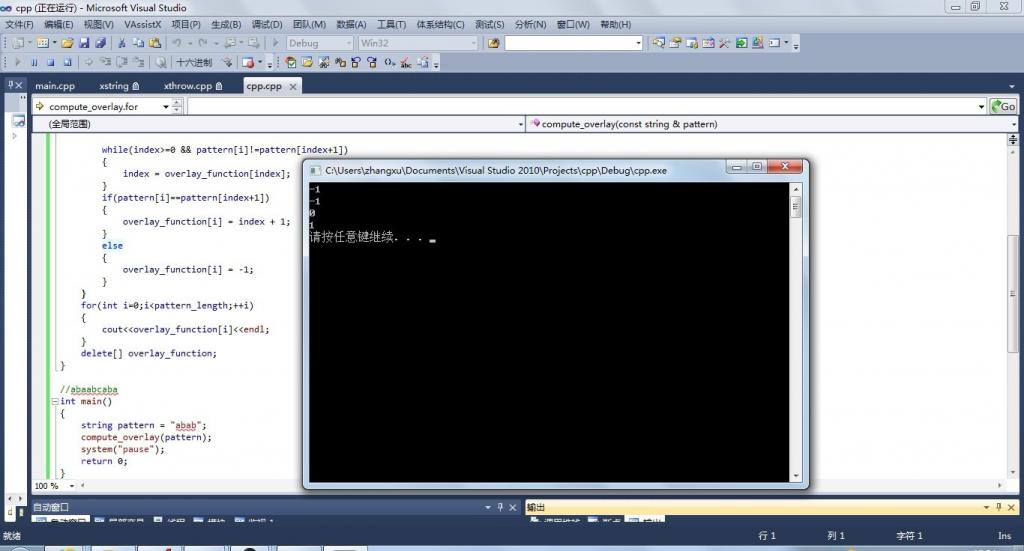 cpp (正在运行) - Microsoft Visual Studio
文件(F) 编辑(E) 视图(V) VAssistX 项目(P) 生成(B) 调试(D) 团队(M) 数据(A) 工具(T) 体系结构(C) 测试(S) 分析(N) 窗口(W) 帮助(H)
Debug Win32
十六进制
main.cpp xstring xthrow.cpp cpp.cpp
compute_overlay.for Go
(全局范围) compute_overlay(const string & pattern)
while(index>=0 && pattern[i]!=pattern[index+1])
{
index = overlay_function[index];
}
if(pattern[i]==pattern[index+1])
{
overlay_function[i] = index + 1;
}
else
{
overlay_function[i] = -1;
}
}
for(int i=0;i<pattern_length;++i)
{
cout<<overlay_function[i]<<endl;
}
delete[] overlay_function;
}
//abaabcaba
int main()
{
string pattern = "abab";
compute_overlay(pattern);
system("pause");
return 0;
}
100 %
C:\Users\zhangxu\Documents\Visual Studio 2010\Projects\cpp\Debug\cpp.exe
-1
-1
0
1
请按任意键继续. . .
自动窗口 输出
就绪 行 1 列 1 字符 1 Ins